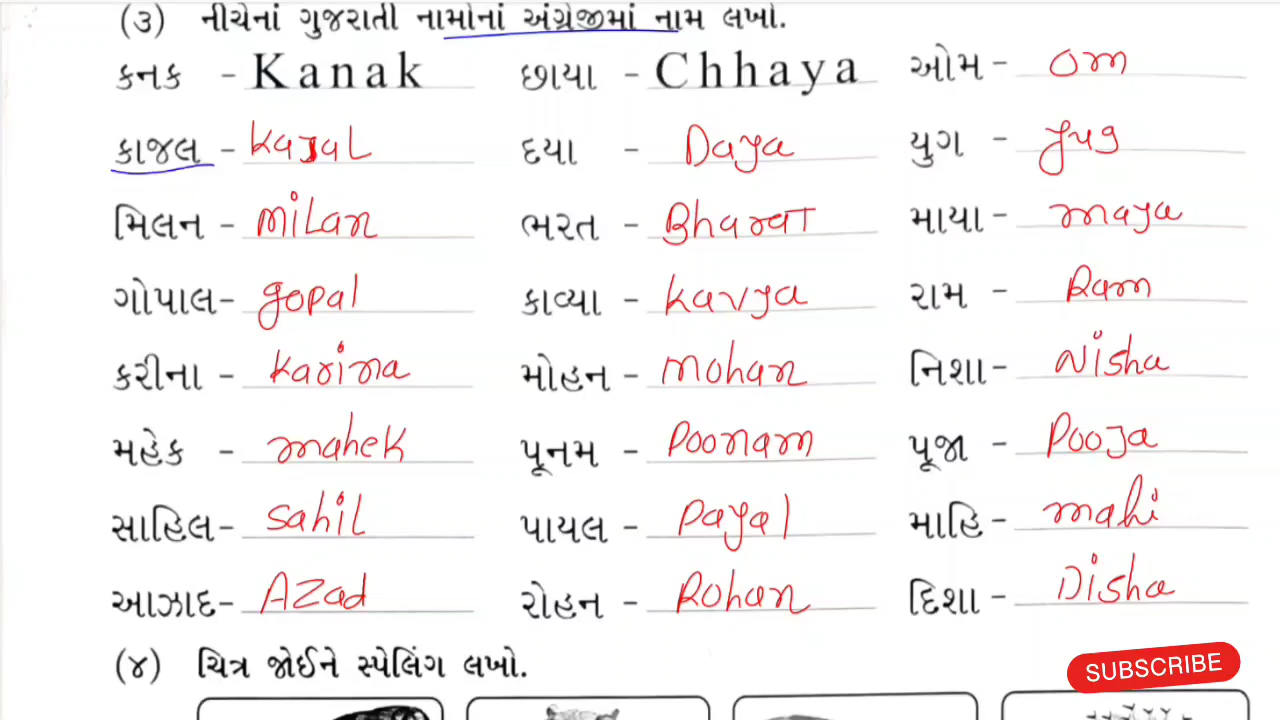 (૩) નીચેનાં ગુજરાતી નામોનાં અંગ્રેજીમાં નામ લખો.
કનક - Kanak છાયા - Chhaya ઓમ - Om
કાજલ - Kajal દયા - Daya યુગ - Yug
મિલન - Milan ભરત - Bharat માયા - maya
ગોપાલ - gopal કાવ્યા - Kavya રામ - Ram
કરીના - Karina મોહન - Mohan નિશા - Nisha
મહેક - mahek પૂનમ - Poonam પૂજા - Pooja
સાહિલ - Sahil પાયલ - Payal માહિ - mahi
આઝાદ - Azad રોહન - Rohan દિશા - Disha
(૪) ચિત્ર જોઈને સ્પેલિંગ લખો.
SUBSCRIBE